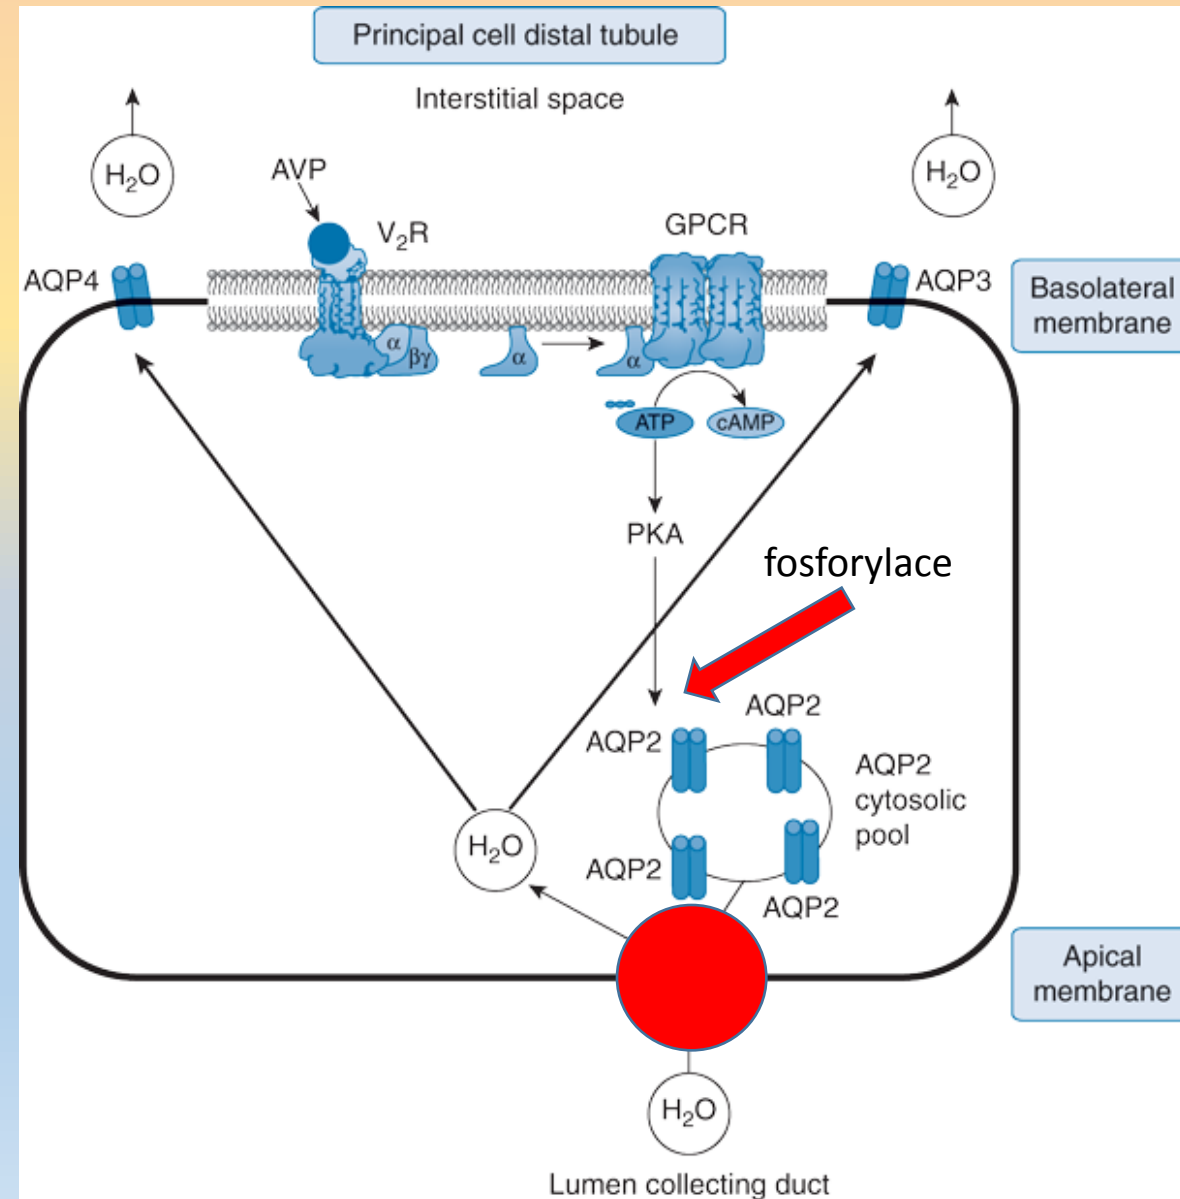 Principal cell distal tubule
Interstitial space
H₂O
H₂O
AVP
V₂R
GPCR
AQP4
AQP3
Basolateral
membrane
α
βγ
α
α
ATP
cAMP
PKA
fosforylace
AQP2
AQP2
AQP2
cytosolic
pool
H₂O
AQP2
AQP2
Apical
membrane
H₂O
Lumen collecting duct